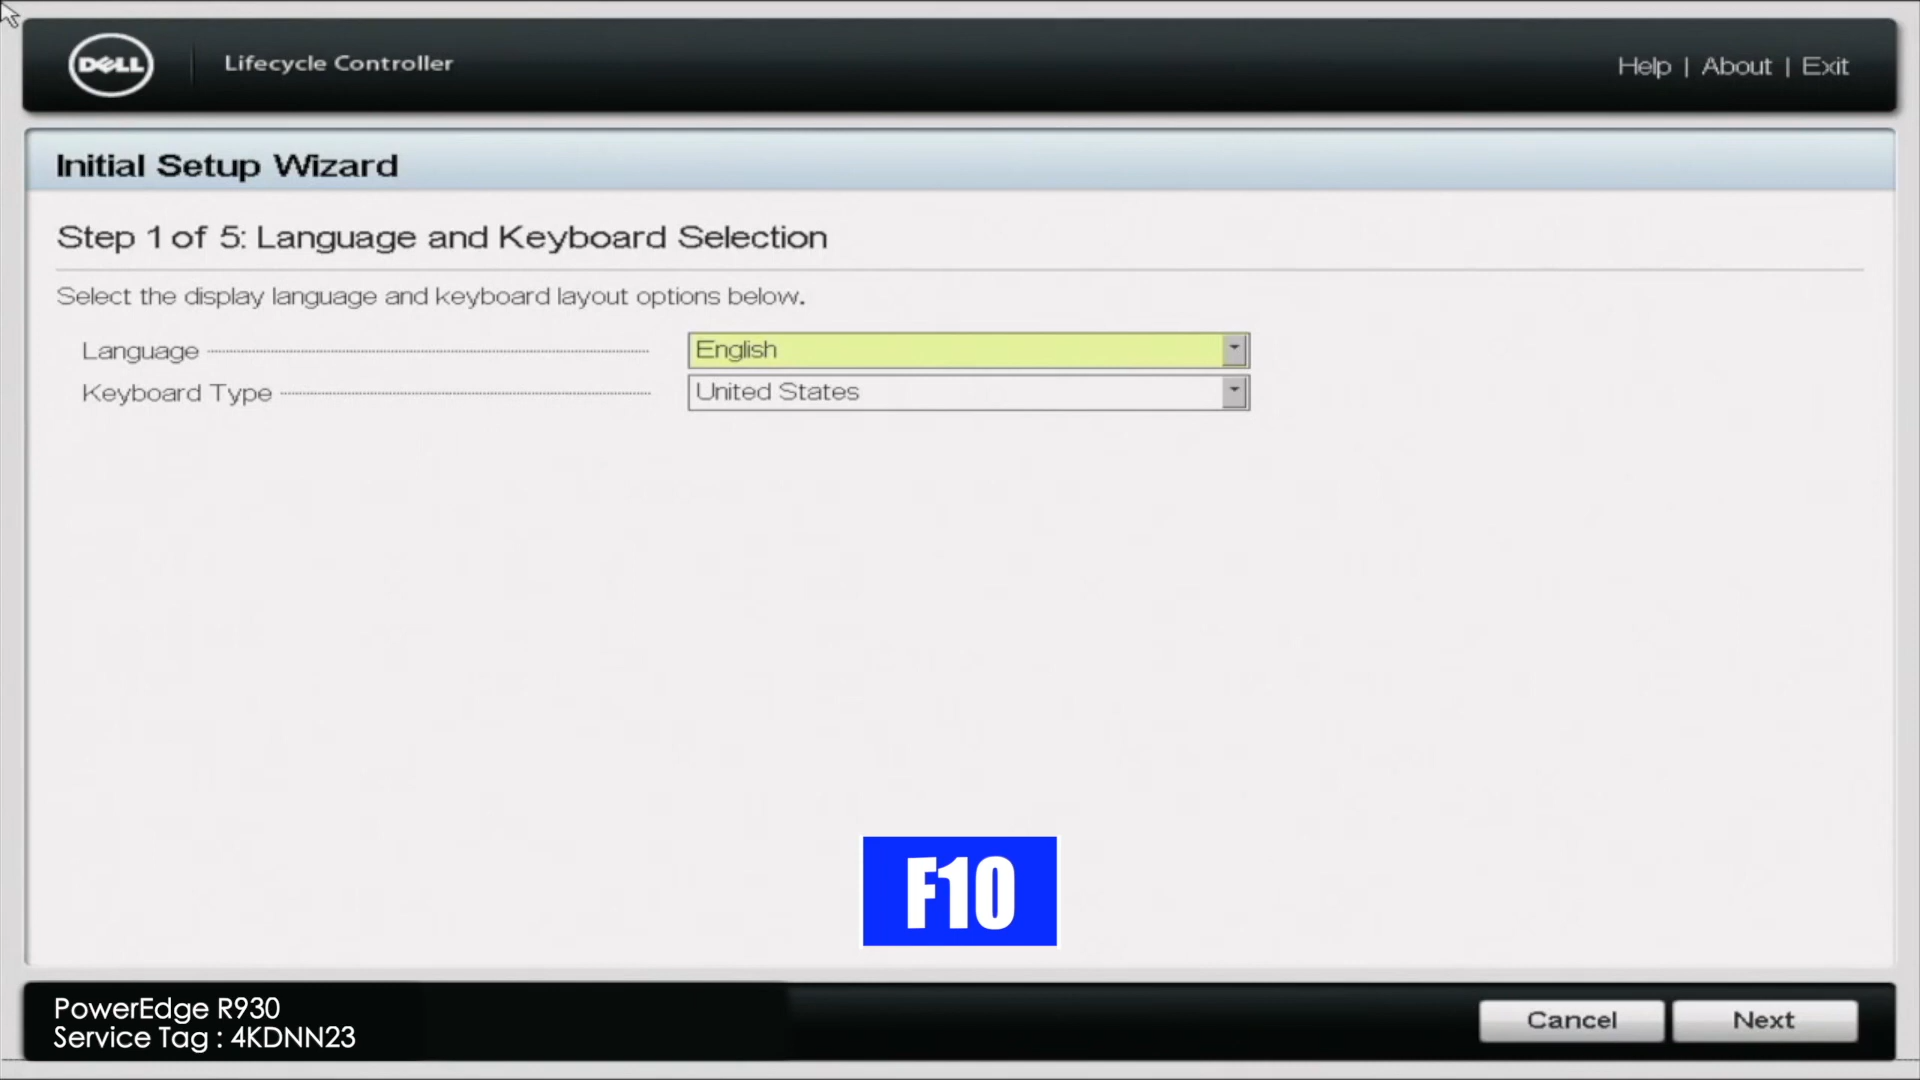 DELL Lifecycle Controller Help | About | Exit
Initial Setup Wizard
Step 1 of 5: Language and Keyboard Selection
Select the display language and keyboard layout options below.
Language English
Keyboard Type United States
F10
PowerEdge R930
Service Tag : 4KDNN23
Cancel Next